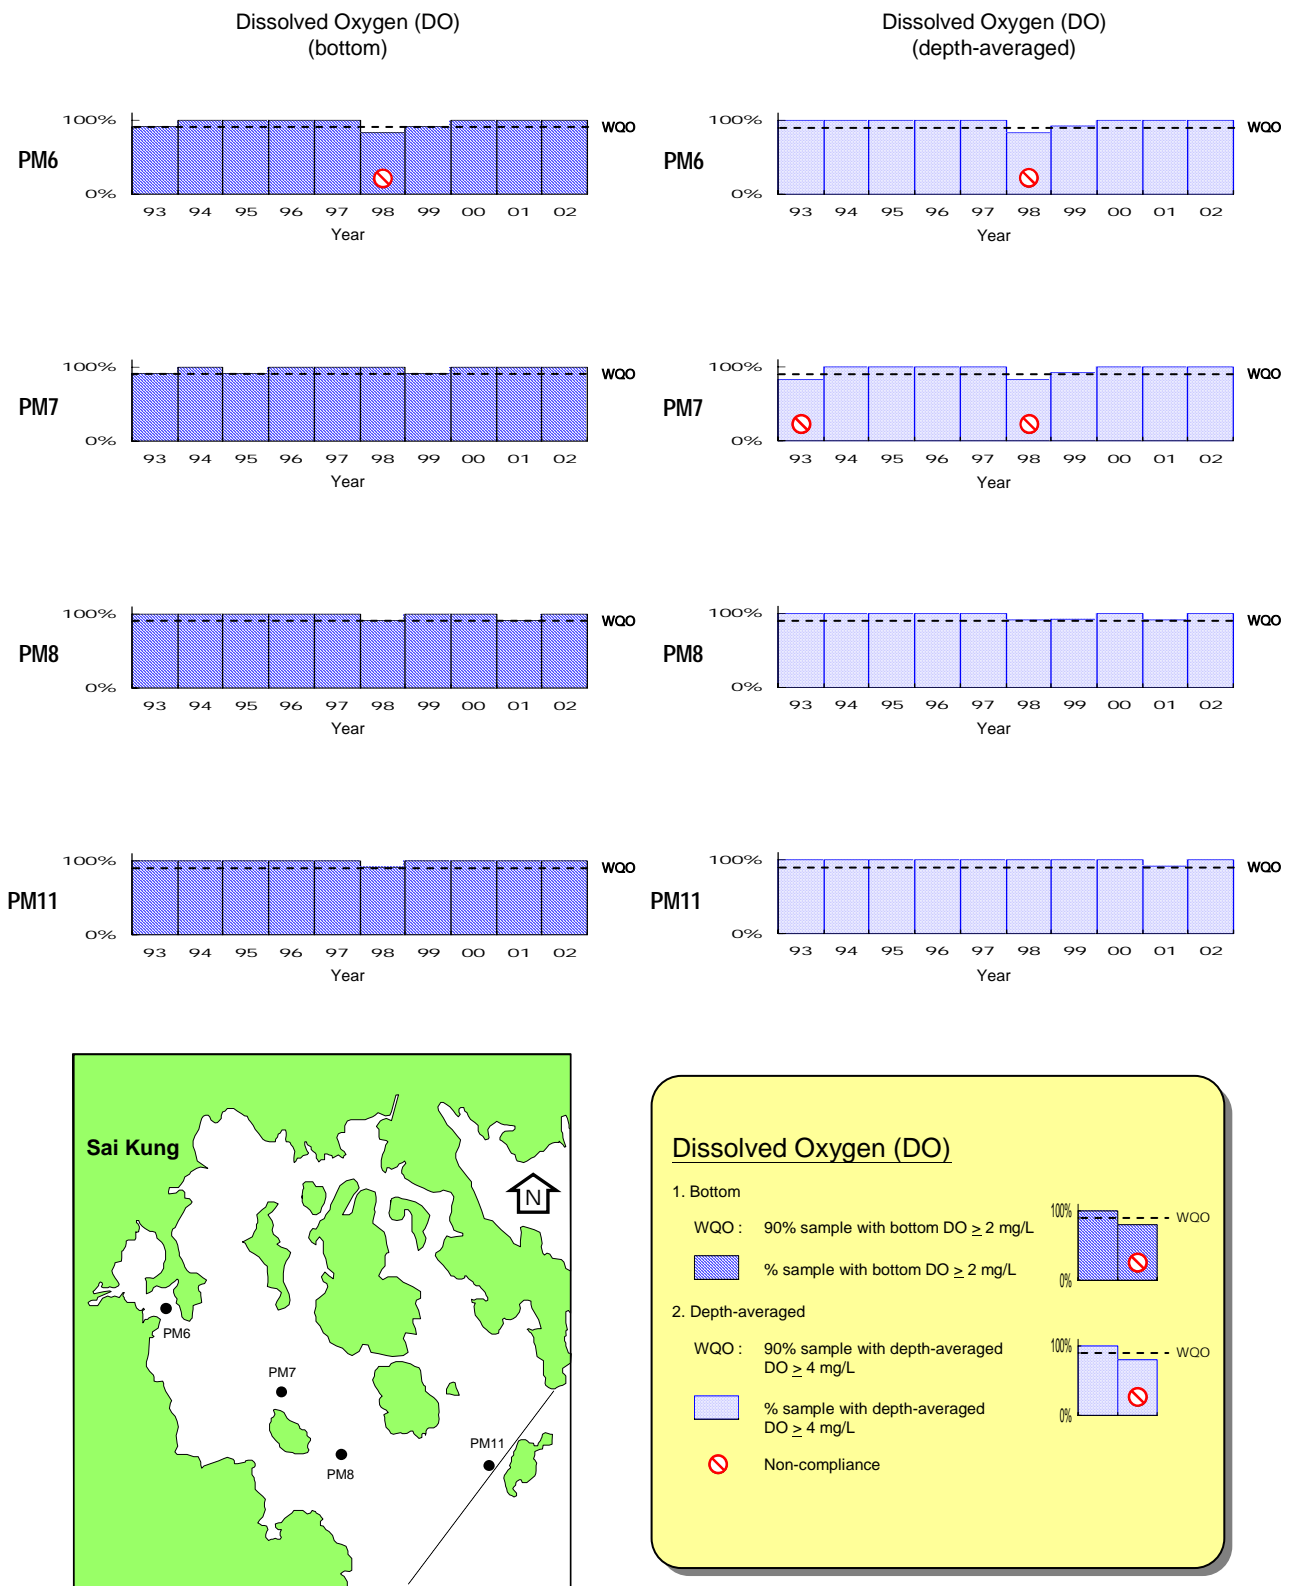 Dissolved Oxygen (DO)
(bottom)
Dissolved Oxygen (DO)
(depth-averaged)
100%
PM6
0%
WQO
93 94 95 96 97 98 99 00 01 02
Year
100%
PM6
0%
WQO
93 94 95 96 97 98 99 00 01 02
Year
100%
PM7
0%
WQO
93 94 95 96 97 98 99 00 01 02
Year
100%
PM7
0%
WQO
93 94 95 96 97 98 99 00 01 02
Year
100%
PM8
0%
WQO
93 94 95 96 97 98 99 00 01 02
Year
100%
PM8
0%
WQO
93 94 95 96 97 98 99 00 01 02
Year
100%
PM11
0%
WQO
93 94 95 96 97 98 99 00 01 02
Year
100%
PM11
0%
WQO
93 94 95 96 97 98 99 00 01 02
Year
Sai Kung
N
PM6
PM7
PM8
PM11
Dissolved Oxygen (DO)
1. Bottom
WQO : 90% sample with bottom DO ≥ 2 mg/L
% sample with bottom DO ≥ 2 mg/L
100%
WQO
0%
2. Depth-averaged
WQO : 90% sample with depth-averaged
DO ≥ 4 mg/L
% sample with depth-averaged
DO ≥ 4 mg/L
100%
WQO
0%
Non-compliance